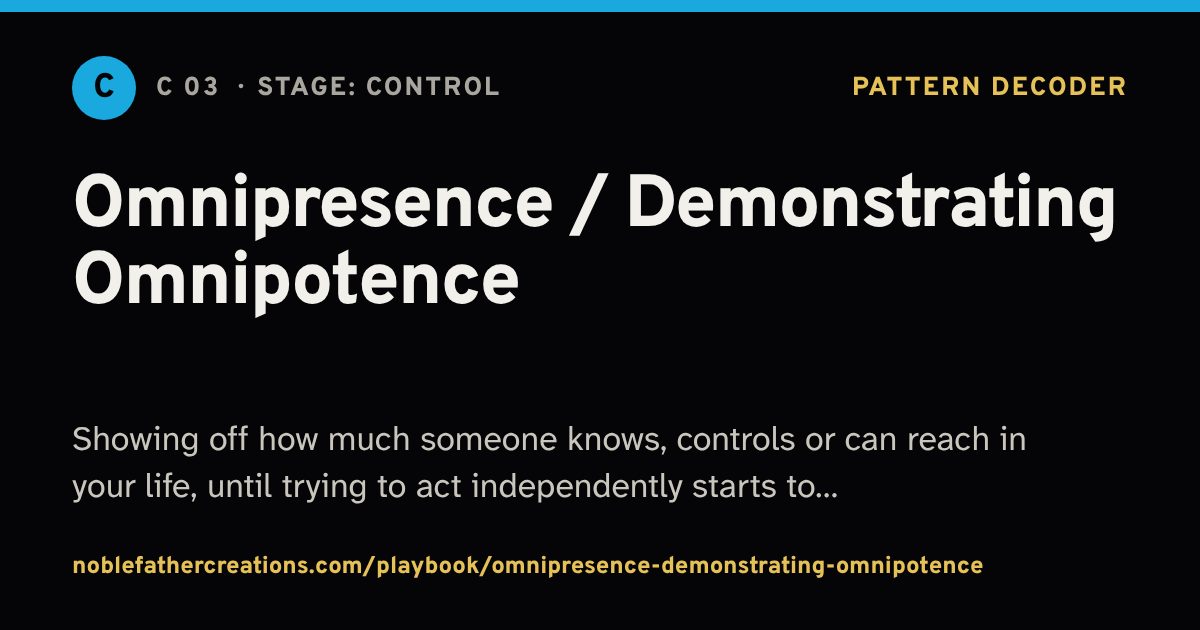 C C 03 · STAGE: CONTROL PATTERN DECODER
Omnipresence / Demonstrating
Omnipotence
Showing off how much someone knows, controls or can reach in
your life, until trying to act independently starts to...
noblefathercreations.com/playbook/omnipresence-demonstrating-omnipotence